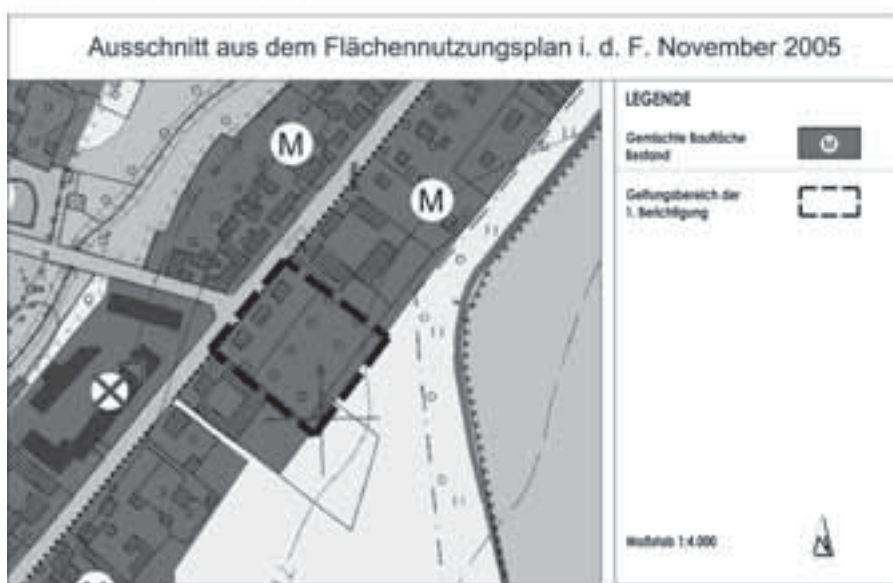 Ausschnitt aus dem Flächennutzungsplan i. d. F. November 2005
LEGENDE
Gemischte Baufläche
Bestand
M
Geltungsbereich der
1. Berichtigung
M
M
Maßstab 1:4.000
N